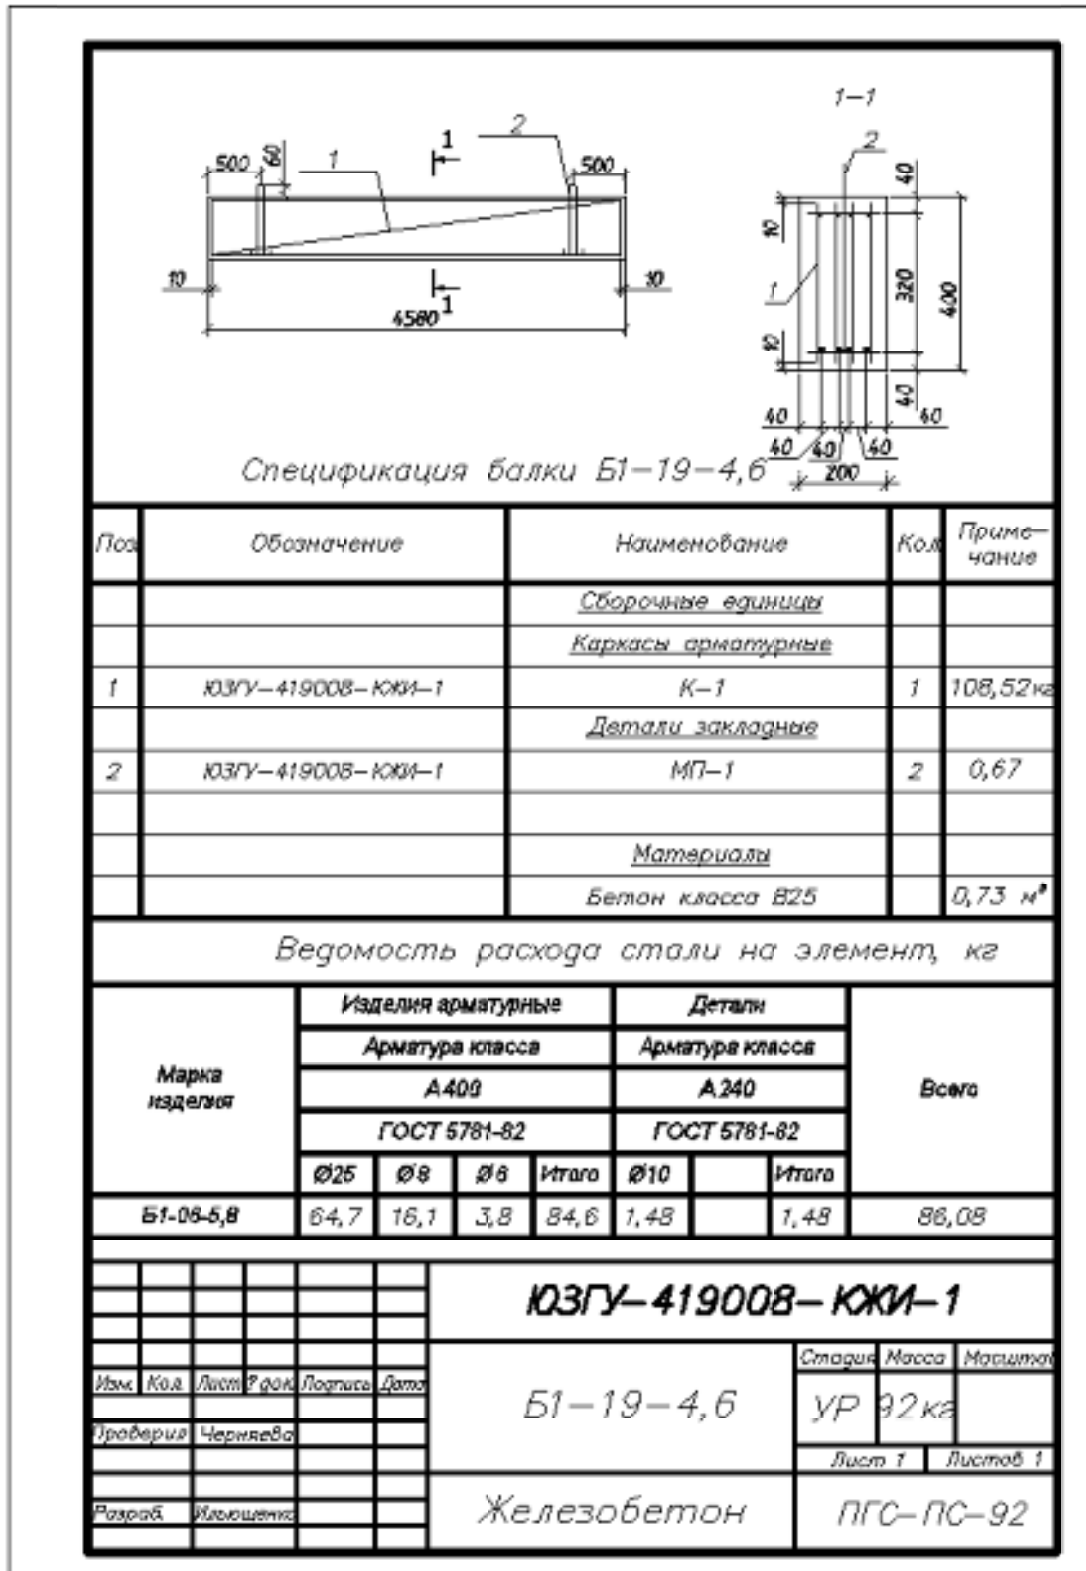 1-1
500 60 1 1 2 500
2 40
10 1 320 400
10 1 10
4580 10 40
40 40
40 40 40
200
Спецификация балки Б1-19-4,6
Поз Обозначение Наименование Кол Приме-
чание
Сборочные единицы
Каркасы арматурные
1 ЮЗГУ-419008-КЖИ-1 К-1 1 108,52кг
Детали закладные
2 ЮЗГУ-419008-КЖИ-1 МП-1 2 0,67
Материалы
Бетон класса В25 0,73 м³
Ведомость расхода стали на элемент, кг
Марка
изделия
Изделия арматурные Детали Всего
Арматура класса Арматура класса
А400 А240
ГОСТ 5781-82 ГОСТ 5781-82
Ø25 Ø8 Ø6 Итого Ø10 Итого
Б1-06-5,8 64,7 16,1 3,8 84,6 1,48 1,48 86,08
ЮЗГУ-419008-КЖИ-1
Стадия Масса Масштаб
Изм. Кол. Лист № док Подпись Дата
Б1-19-4,6 УР 92кг
Проверил Черняева
Лист 1 Листов 1
Разраб. Ильюшенко
Железобетон ПГС-ПС-92